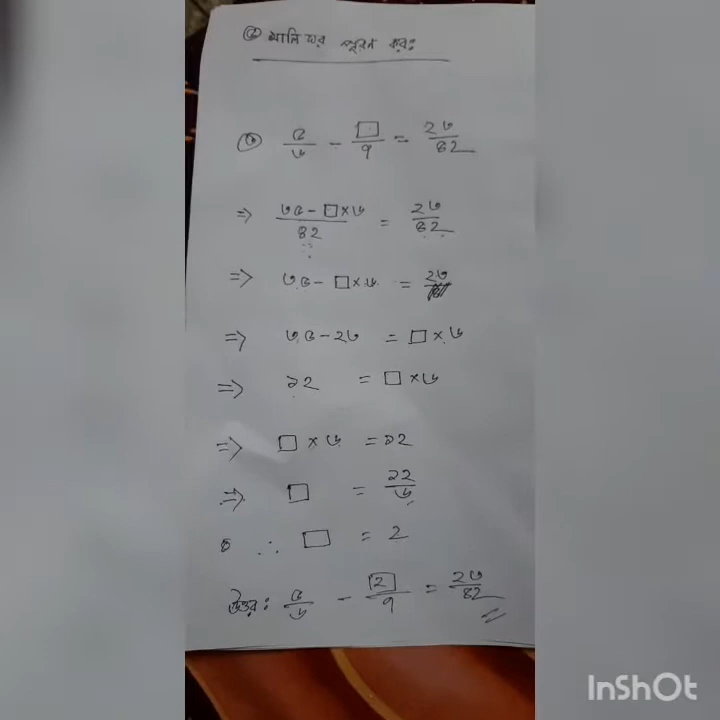 খালি ঘর পূরণ কর:
৫/৬ - □/৭ = ২৩/৪২
=> ৩৫-□×৬/৪২ = ২৩/৪২
=> ৩৫-□×৬ = ২৩
=> ৩৫-২৩ = □×৬
=> ১২ = □×৬
=> □×৬ = ১২
=> □ = ১২/৬
∴ □ = ২
উত্তর: ৫/৬ - ২/৭ = ২৩/৪২
InShOt